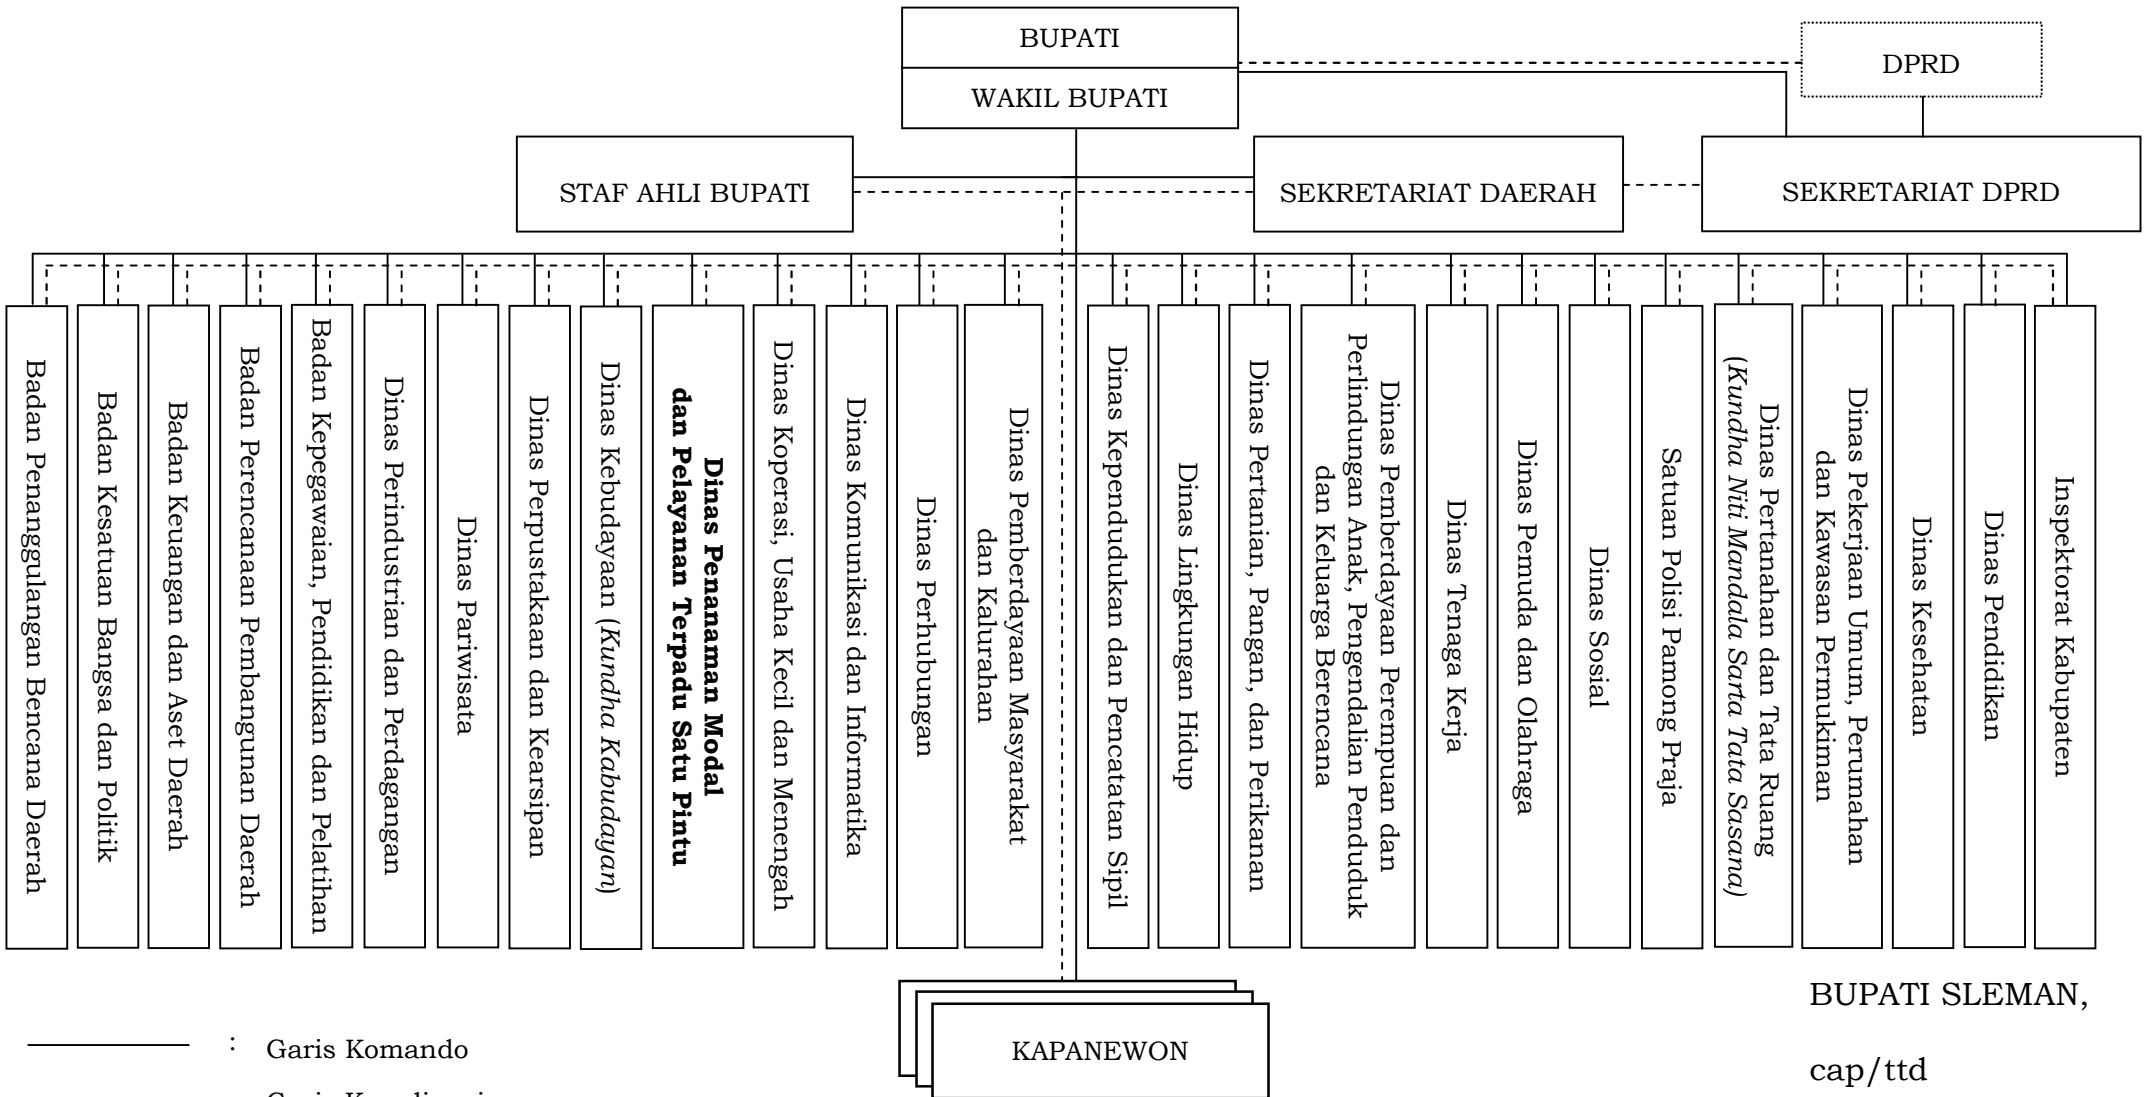 BUPATI
WAKIL BUPATI
DPRD
STAF AHLI BUPATI
SEKRETARIAT DAERAH
SEKRETARIAT DPRD
Badan Penanggulangan Bencana Daerah
Badan Kesatuan Bangsa dan Politik
Badan Keuangan dan Aset Daerah
Badan Perencanaan Pembangunan Daerah
Badan Kepegawaian, Pendidikan dan Pelatihan
Dinas Perindustrian dan Perdagangan
Dinas Pariwisata
Dinas Perpustakaan dan Kearsipan
Dinas Kebudayaan (Kundha Kabudayan)
Dinas Penanaman Modal
dan Pelayanan Terpadu Satu Pintu
Dinas Koperasi, Usaha Kecil dan Menengah
Dinas Komunikasi dan Informatika
Dinas Perhubungan
Dinas Pemberdayaan Masyarakat
dan Kalurahan
Dinas Kependudukan dan Pencatatan Sipil
Dinas Lingkungan Hidup
Dinas Pertanian, Pangan, dan Perikanan
Dinas Pemberdayaan Perempuan dan
Perlindungan Anak, Pengendalian Penduduk
dan Keluarga Berencana
Dinas Tenaga Kerja
Dinas Pemuda dan Olahraga
Dinas Sosial
Satuan Polisi Pamong Praja
Dinas Pertanahan dan Tata Ruang
(Kundha Niti Mandala Sarta Tata Sasana)
Dinas Pekerjaan Umum, Perumahan
dan Kawasan Permukiman
Dinas Kesehatan
Dinas Pendidikan
Inspektorat Kabupaten
KAPANEWON
: Garis Komando
BUPATI SLEMAN,
cap/ttd